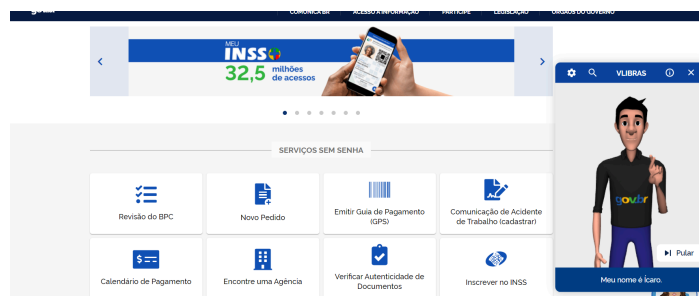 gov.br
COMUNICA BR ACESSO À INFORMAÇÃO PARTICIPE LEGISLAÇÃO ÓRGÃOS DO GOVERNO
MEU
INSS
32,5 milhões
de acessos
VLIBRAS
gov.br
Pular
Meu nome é Ícaro.
SERVIÇOS SEM SENHA
Revisão do BPC
Novo Pedido
Emitir Guia de Pagamento
(GPS)
Comunicação de Acidente
de Trabalho (cadastrar)
Calendário de Pagamento
Encontre uma Agência
Verificar Autenticidade de
Documentos
Inscrever no INSS